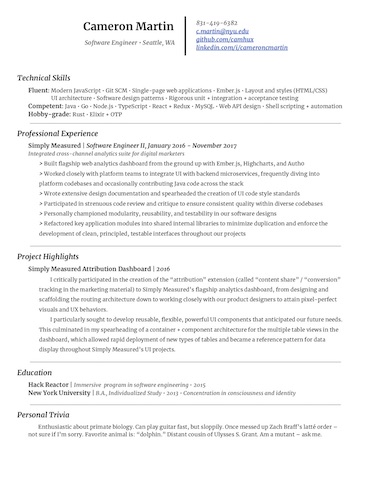 Cameron Martin
Software Engineer • Seattle, WA
831-419-6382
c.martin@nyu.edu
github.com/camhux
linkedin.com/i/cameroncmartin
Technical Skills
Fluent: Modern JavaScript • Git SCM • Single-page web applications • Ember.js • Layout and styles (HTML/CSS)
UI architecture • Software design patterns • Rigorous unit + integration + acceptance testing
Competent: Java • Go • Node.js • TypeScript • React + Redux • MySQL • Web API design • Shell scripting + automation
Hobby-grade: Rust • Elixir + OTP
Professional Experience
Simply Measured | Software Engineer II, January 2016 - November 2017
Integrated cross-channel analytics suite for digital marketers
> Built flagship web analytics dashboard from the ground up with Ember.js, Highcharts, and Auth0
> Worked closely with platform teams to integrate UI with backend microservices, frequently diving into
platform codebases and occasionally contributing Java code across the stack
> Wrote extensive design documentation and spearheaded the creation of UI code style standards
> Participated in strenuous code review and critique to ensure consistent quality within diverse codebases
> Personally championed modularity, reusability, and testability in our software designs
> Refactored key application modules into shared internal libraries to minimize duplication and enforce the
development of clean, principled, testable interfaces throughout our projects
Project Highlights
Simply Measured Attribution Dashboard | 2016
I critically participated in the creation of the “attribution” extension (called “content share” / “conversion”
tracking in the marketing material) to Simply Measured's flagship analytics dashboard, from designing and
scaffolding the routing architecture down to working closely with our product designers to attain pixel-perfect
visuals and UX behaviors.
I particularly sought to develop reusable, flexible, powerful UI components that anticipated our future needs.
This culminated in my spearheading of a container + component architecture for the multiple table views in the
dashboard, which allowed rapid deployment of new types of tables and became a reference pattern for data
display throughout Simply Measured's UI projects.
Education
Hack Reactor | Immersive program in software engineering - 2015
New York University | B.A., Individualized Study - 2013 - Concentration in consciousness and identity
Personal Trivia
Enthusiastic about primate biology. Can play guitar fast, but sloppily. Once messed up Zach Braff's latté order –
not sure if I'm sorry. Favorite animal is: “dolphin.” Distant cousin of Ulysses S. Grant. Am a mutant – ask me.